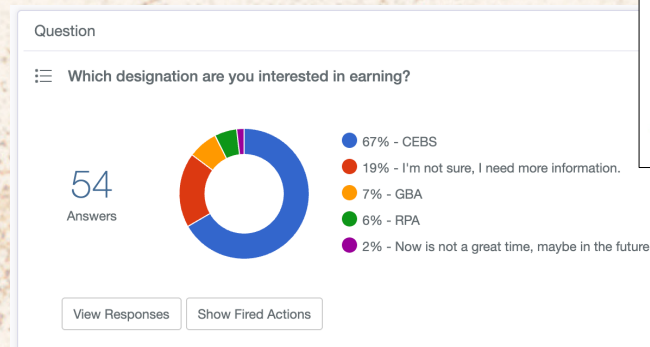 Question
Which designation are you interested in earning?
54
Answers
67% - CEBS
19% - I'm not sure, I need more information.
7% - GBA
6% - RPA
2% - Now is not a great time, maybe in the future
View Responses
Show Fired Actions